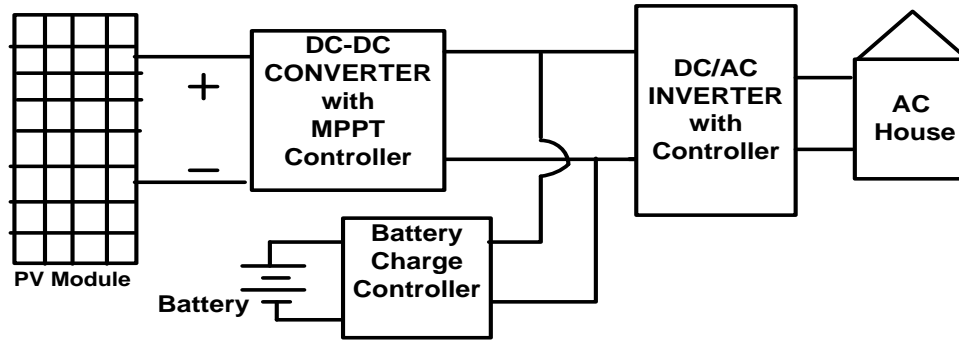 +
−
DC-DC
CONVERTER
with
MPPT
Controller
DC/AC
INVERTER
with
Controller
AC
House
PV Module
Battery
Battery
Charge
Controller